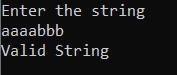 Enter the string
aaaabbb
Valid String